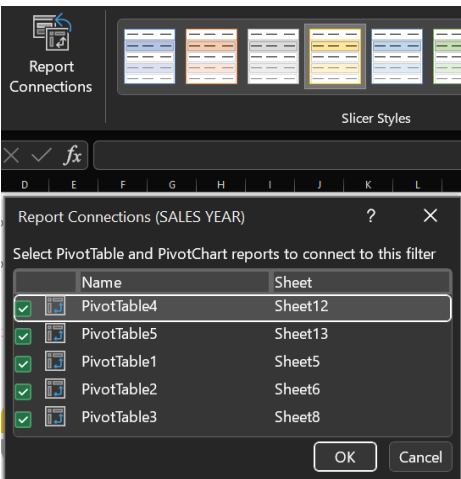 Report
Connections
Slicer Styles
fx
D E F G H I J K L
Report Connections (SALES YEAR) ? X
Select PivotTable and PivotChart reports to connect to this filter
Name Sheet
PivotTable4 Sheet12
PivotTable5 Sheet13
PivotTable1 Sheet5
PivotTable2 Sheet6
PivotTable3 Sheet8
OK Cancel